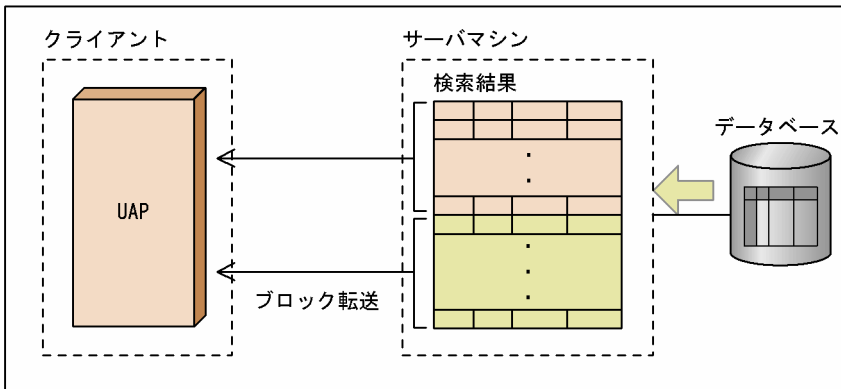 クライアント
サーバマシン
検索結果
データベース
UAP
ブロック転送